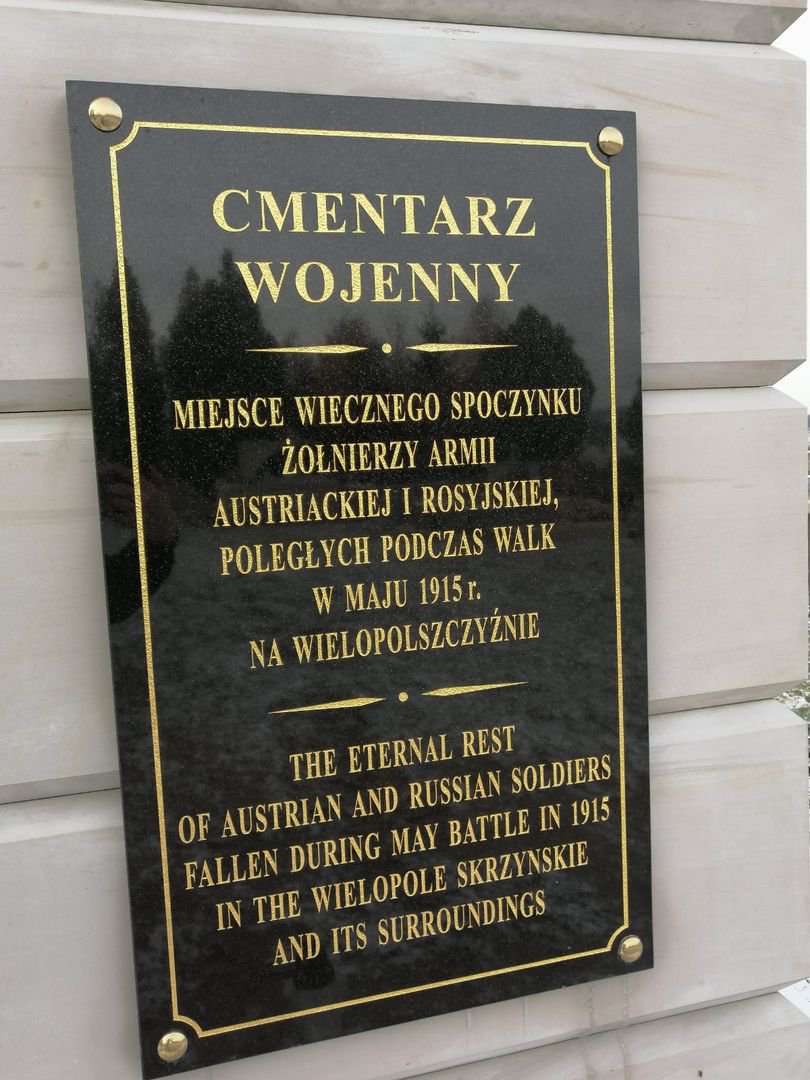 CMENTARZ
WOJENNY
MIEJSCE WIECZNEGO SPOCZYNKU
ŻOŁNIERZY ARMII
AUSTRIACKIEJ I ROSYJSKIEJ,
POLEGŁYCH PODCZAS WALK
W MAJU 1915 r.
NA WIELOPOLSZCZYŹNIE
THE ETERNAL REST
OF AUSTRIAN AND RUSSIAN SOLDIERS
FALLEN DURING MAY BATTLE IN 1915
IN THE WIELOPOLE SKRZYNSKIE
AND ITS SURROUNDINGS